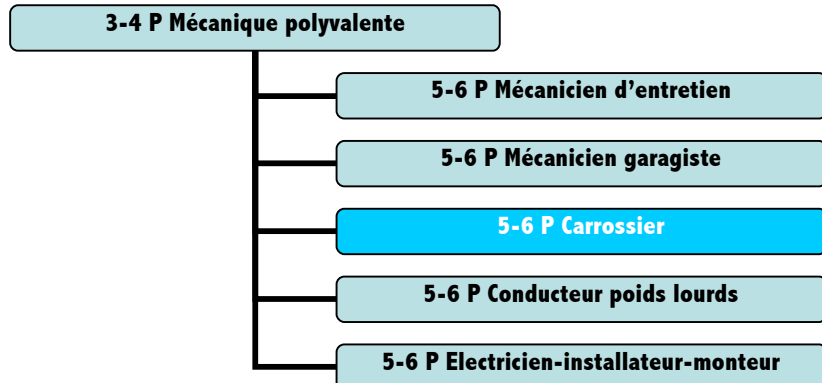 3-4 P Mécanique polyvalente
5-6 P Mécanicien d’entretien
5-6 P Mécanicien garagiste
5-6 P Carrossier
5-6 P Conducteur poids lourds
5-6 P Electricien-installateur-monteur